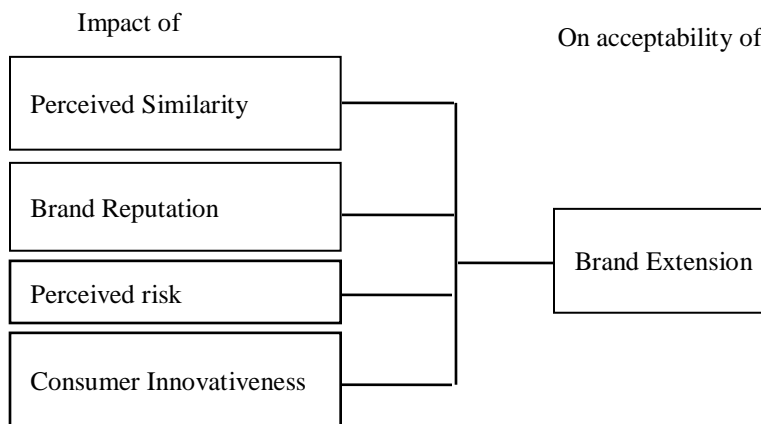 Impact of
On acceptability of
Perceived Similarity
Brand Reputation
Brand Extension
Perceived risk
Consumer Innovativeness